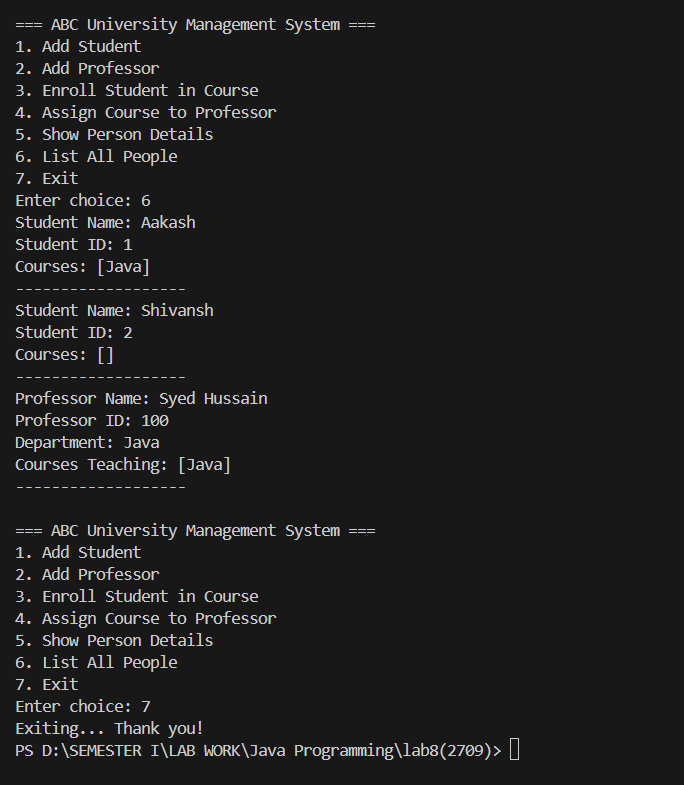 === ABC University Management System ===
1. Add Student
2. Add Professor
3. Enroll Student in Course
4. Assign Course to Professor
5. Show Person Details
6. List All People
7. Exit
Enter choice: 6
Student Name: Aakash
Student ID: 1
Courses: [Java]
-------------------
Student Name: Shivansh
Student ID: 2
Courses: []
-------------------
Professor Name: Syed Hussain
Professor ID: 100
Department: Java
Courses Teaching: [Java]
-------------------

=== ABC University Management System ===
1. Add Student
2. Add Professor
3. Enroll Student in Course
4. Assign Course to Professor
5. Show Person Details
6. List All People
7. Exit
Enter choice: 7
Exiting... Thank you!
PS D:\SEMESTER I\LAB WORK\Java Programming\lab8(2709)>